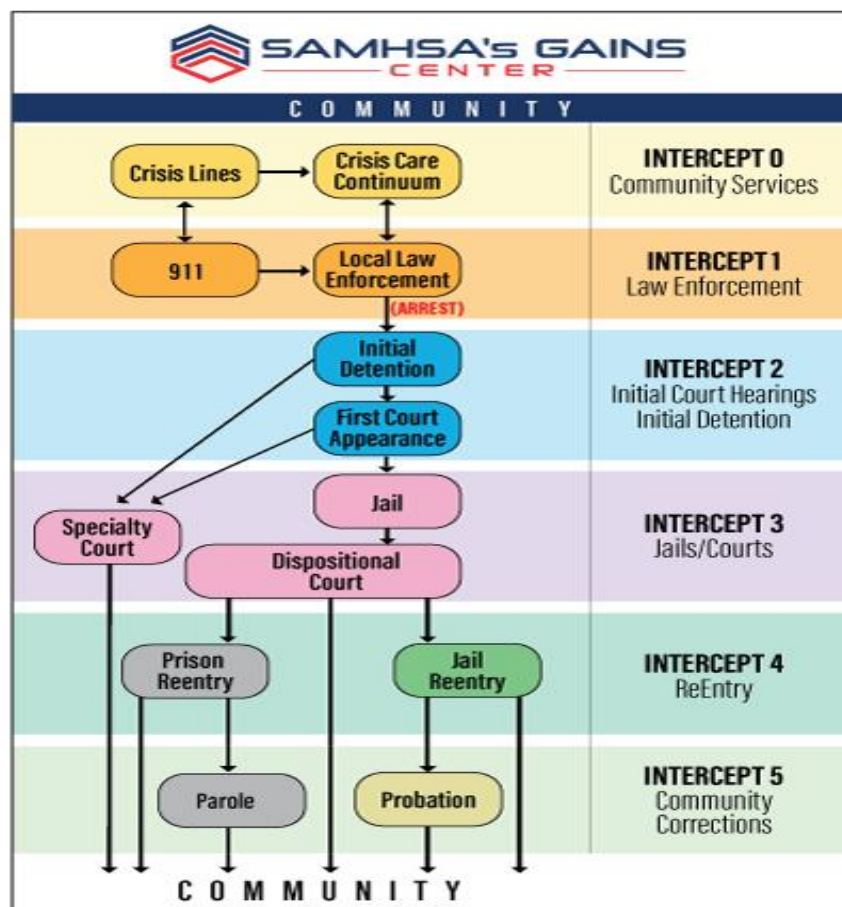 SAMHSA's GAINS
CENTER
COMMUNITY
Crisis Lines
Crisis Care
Continuum
INTERCEPT 0
Community Services
911
Local Law
Enforcement
INTERCEPT 1
Law Enforcement
(ARREST)
Initial
Detention
First Court
Appearance
INTERCEPT 2
Initial Court Hearings
Initial Detention
Jail
Specialty
Court
Dispositional
Court
INTERCEPT 3
Jails/Courts
Prison
Reentry
Jail
Reentry
INTERCEPT 4
ReEntry
Parole
Probation
INTERCEPT 5
Community
Corrections
COMMUNITY